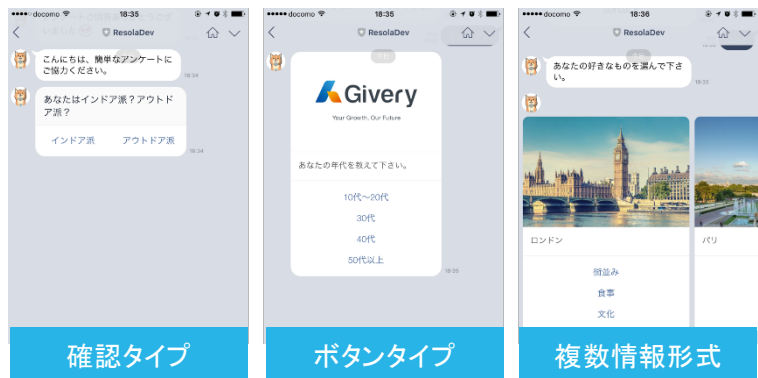 docomo
18:35
ResolaDev
こんにちは、簡単なアンケートに
ご協力ください。
18:34
あなたはインドア派？アウトド
ア派？
インドア派 アウトドア派
18:34
確認タイプ
docomo
18:35
ResolaDev
Givery
Your Growth, Our Future
あなたの年代を教えて下さい。
10代〜20代
30代
40代
50代以上
18:35
ボタンタイプ
docomo
18:36
ResolaDev
あなたの好きなものを選んで下さ
い。
18:35
ロンドン
パリ
街並み
食事
文化
複数情報形式